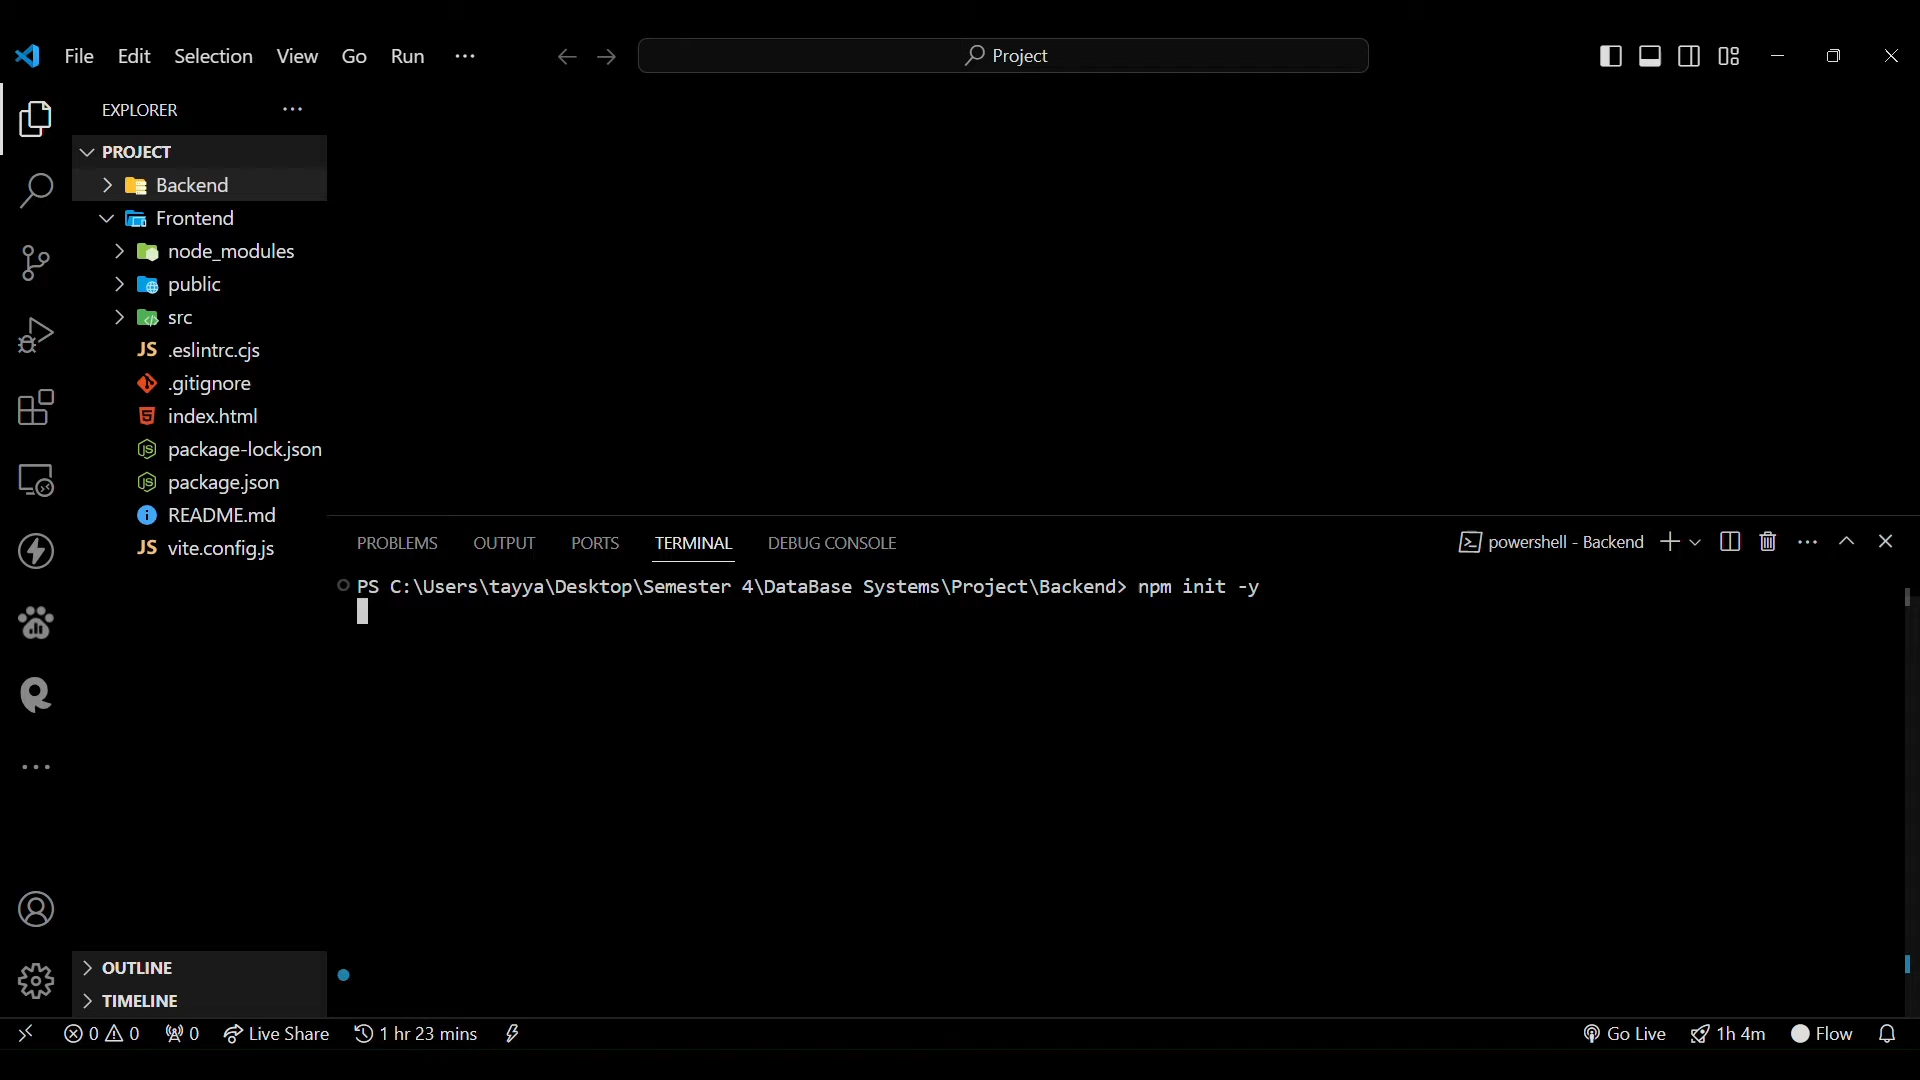 File Edit Selection View Go Run ··· Project
EXPLORER ···
PROJECT
Backend
Frontend
node_modules
public
src
JS .eslintrc.cjs
.gitignore
index.html
package-lock.json
package.json
README.md
JS vite.config.js
OUTLINE
TIMELINE
PROBLEMS OUTPUT PORTS TERMINAL DEBUG CONSOLE powershell - Backend
PS C:\Users\tayya\Desktop\Semester 4\DataBase Systems\Project\Backend> npm init -y
0 0 0 Live Share 1 hr 23 mins Go Live 1h 4m Flow